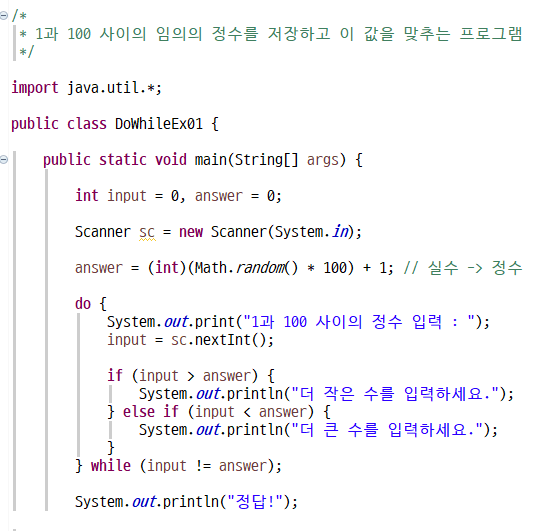 /*
 * 1과 100 사이의 임의의 정수를 저장하고 이 값을 맞추는 프로그램
 */
import java.util.*;
public class DoWhileEx01 {
public static void main(String[] args) {
int input = 0, answer = 0;
Scanner sc = new Scanner(System.in);
answer = (int)(Math.random() * 100) + 1; // 실수 -> 정수
do {
System.out.print("1과 100 사이의 정수 입력 : ");
input = sc.nextInt();
if (input > answer) {
System.out.println("더 작은 수를 입력하세요.");
} else if (input < answer) {
System.out.println("더 큰 수를 입력하세요.");
}
} while (input != answer);
System.out.println("정답!");